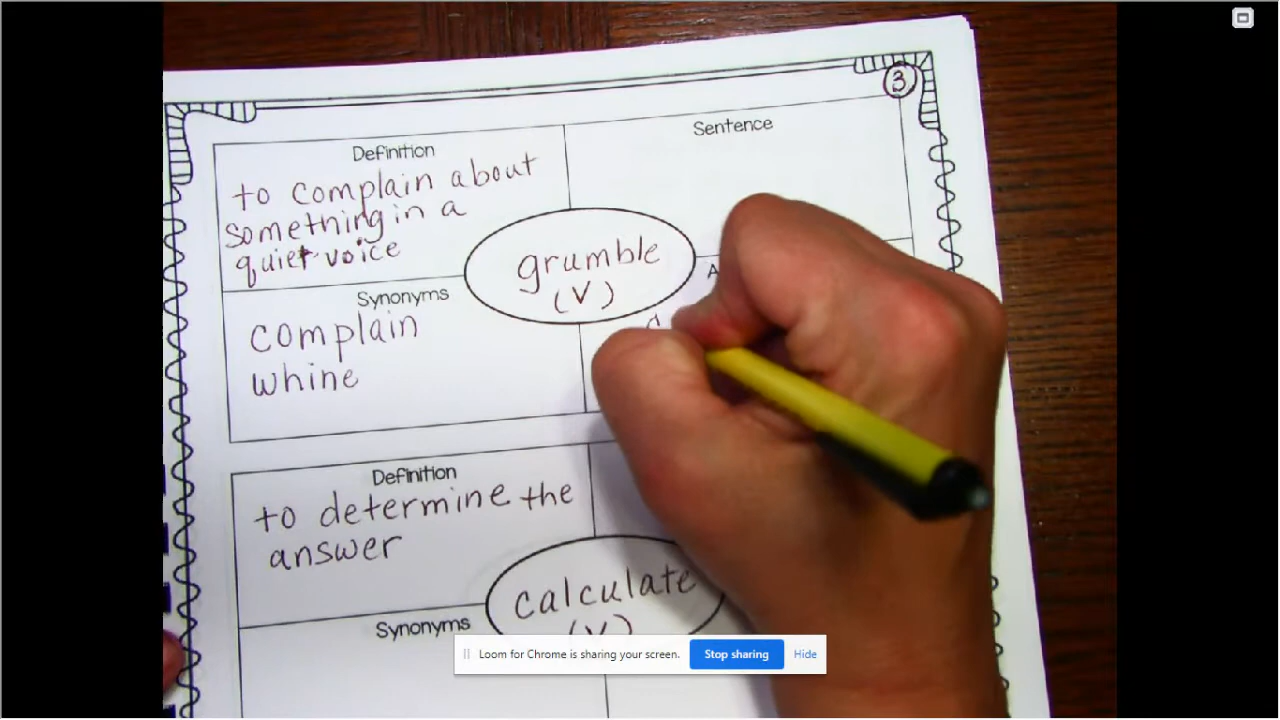 3
Definition
to complain about
something in a
quiet voice
Sentence
grumble
(V)
Synonyms
complain
whine
Definition
to determine the
answer
calculate
(V)
Synonyms
Loom for Chrome is sharing your screen.
Stop sharing
Hide